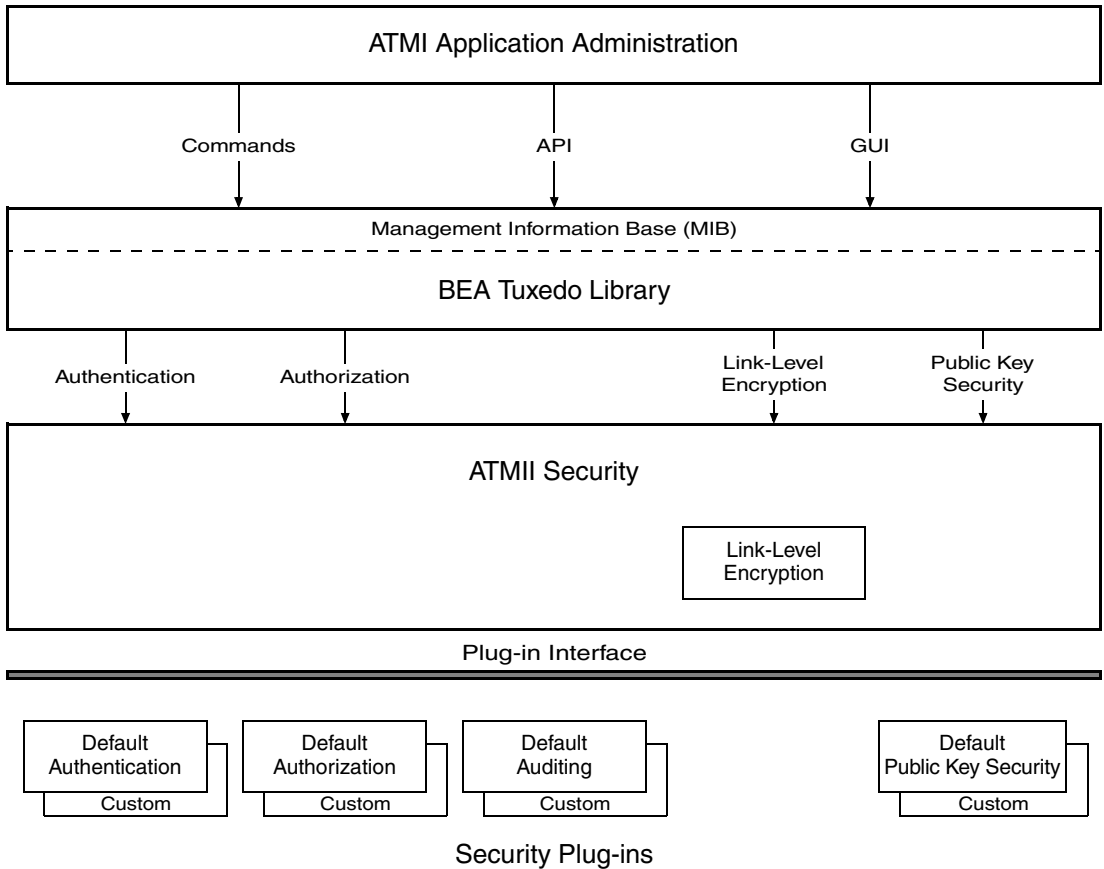 ATMI Application Administration
Commands
API
GUI
Management Information Base (MIB)
BEA Tuxedo Library
Authentication
Authorization
Link-Level
Encryption
Public Key
Security
ATMII Security
Link-Level
Encryption
Plug-in Interface
Default
Authentication
Custom
Default
Authorization
Custom
Default
Auditing
Custom
Default
Public Key Security
Custom
Security Plug-ins